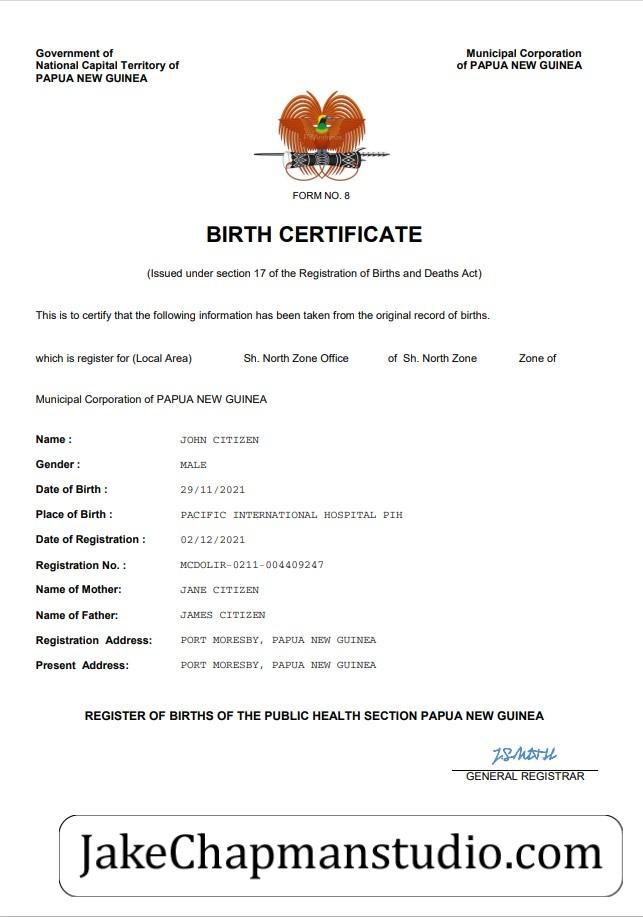 Government of
National Capital Territory of
PAPUA NEW GUINEA
Municipal Corporation
of PAPUA NEW GUINEA
FORM NO. 8
BIRTH CERTIFICATE
(Issued under section 17 of the Registration of Births and Deaths Act)
This is to certify that the following information has been taken from the original record of births.
which is register for (Local Area) Sh. North Zone Office of Sh. North Zone Zone of
Municipal Corporation of PAPUA NEW GUINEA
Name : JOHN CITIZEN
Gender : MALE
Date of Birth : 29/11/2021
Place of Birth : PACIFIC INTERNATIONAL HOSPITAL PIH
Date of Registration : 02/12/2021
Registration No. : MCDOLIR-0211-004409247
Name of Mother: JANE CITIZEN
Name of Father: JAMES CITIZEN
Registration Address: PORT MORESBY, PAPUA NEW GUINEA
Present Address: PORT MORESBY, PAPUA NEW GUINEA
REGISTER OF BIRTHS OF THE PUBLIC HEALTH SECTION PAPUA NEW GUINEA
GENERAL REGISTRAR
JakeChapmanstudio.com